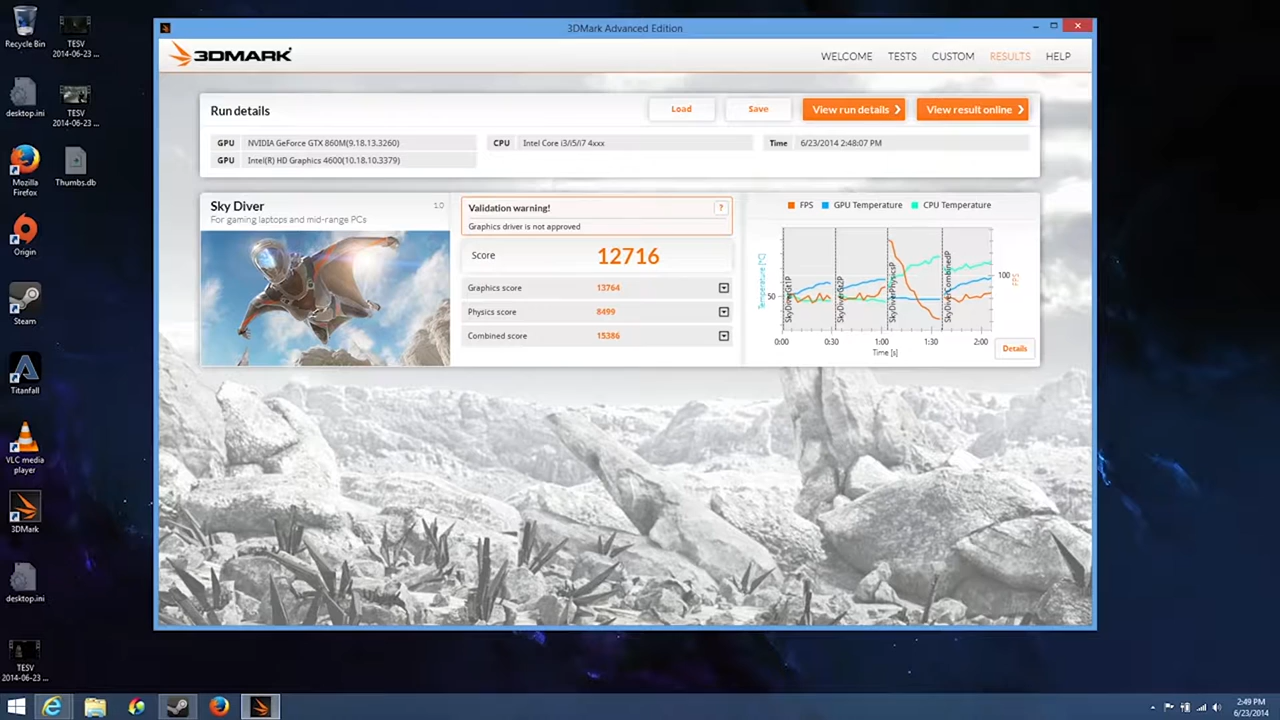 3DMark Advanced Edition
3DMARK
WELCOME TESTS CUSTOM RESULTS HELP
Run details
Load Save View run details View result online
GPU NVIDIA GeForce GTX 860M(9.18.13.3260)
CPU Intel Core i3/i5/i7 4xxx
Time 6/23/2014 2:48:07 PM
GPU Intel(R) HD Graphics 4600(10.18.10.3379)
Sky Diver 1.0
For gaming laptops and mid-range PCs
Validation warning! ?
Graphics driver is not approved
Score 12716
Graphics score 13764
Physics score 8499
Combined score 15386
FPS GPU Temperature CPU Temperature
Temperature [°C]
50
SkyDiverGt1P
SkyDiverGt2P
SkyDiverPhysicsP
SkyDiverCombinedP
100
FPS
0:00 0:30 1:00 1:30 2:00
Time [s]
Details
Recycle Bin
TESV
2014-06-23 ...
desktop.ini
TESV
2014-06-23 ...
Mozilla
Firefox
Thumbs.db
Origin
Steam
Titanfall
VLC media
player
3DMark
desktop.ini
TESV
2014-06-23 ...
2:49 PM
6/23/2014